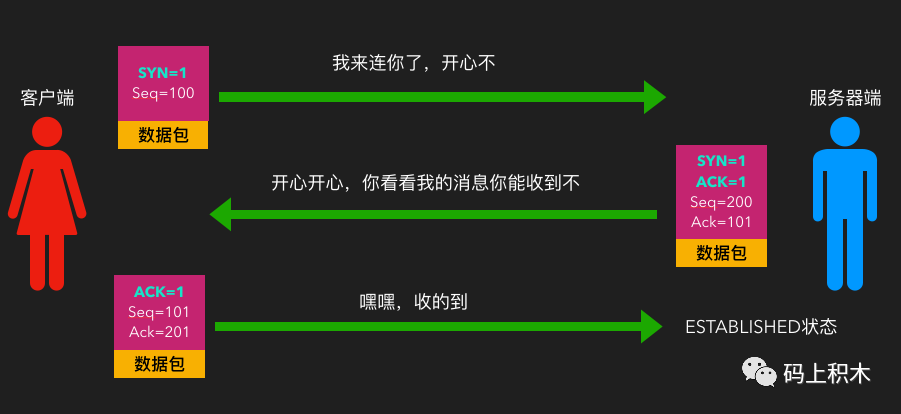 我来连你了，开心不
SYN=1
Seq=100
数据包
客户端
服务器端
开心开心，你看看我的消息你能收到不
SYN=1
ACK=1
Seq=200
Ack=101
数据包
ACK=1
Seq=101
Ack=201
数据包
嘿嘿，收的到
ESTABLISHED状态
码上积木